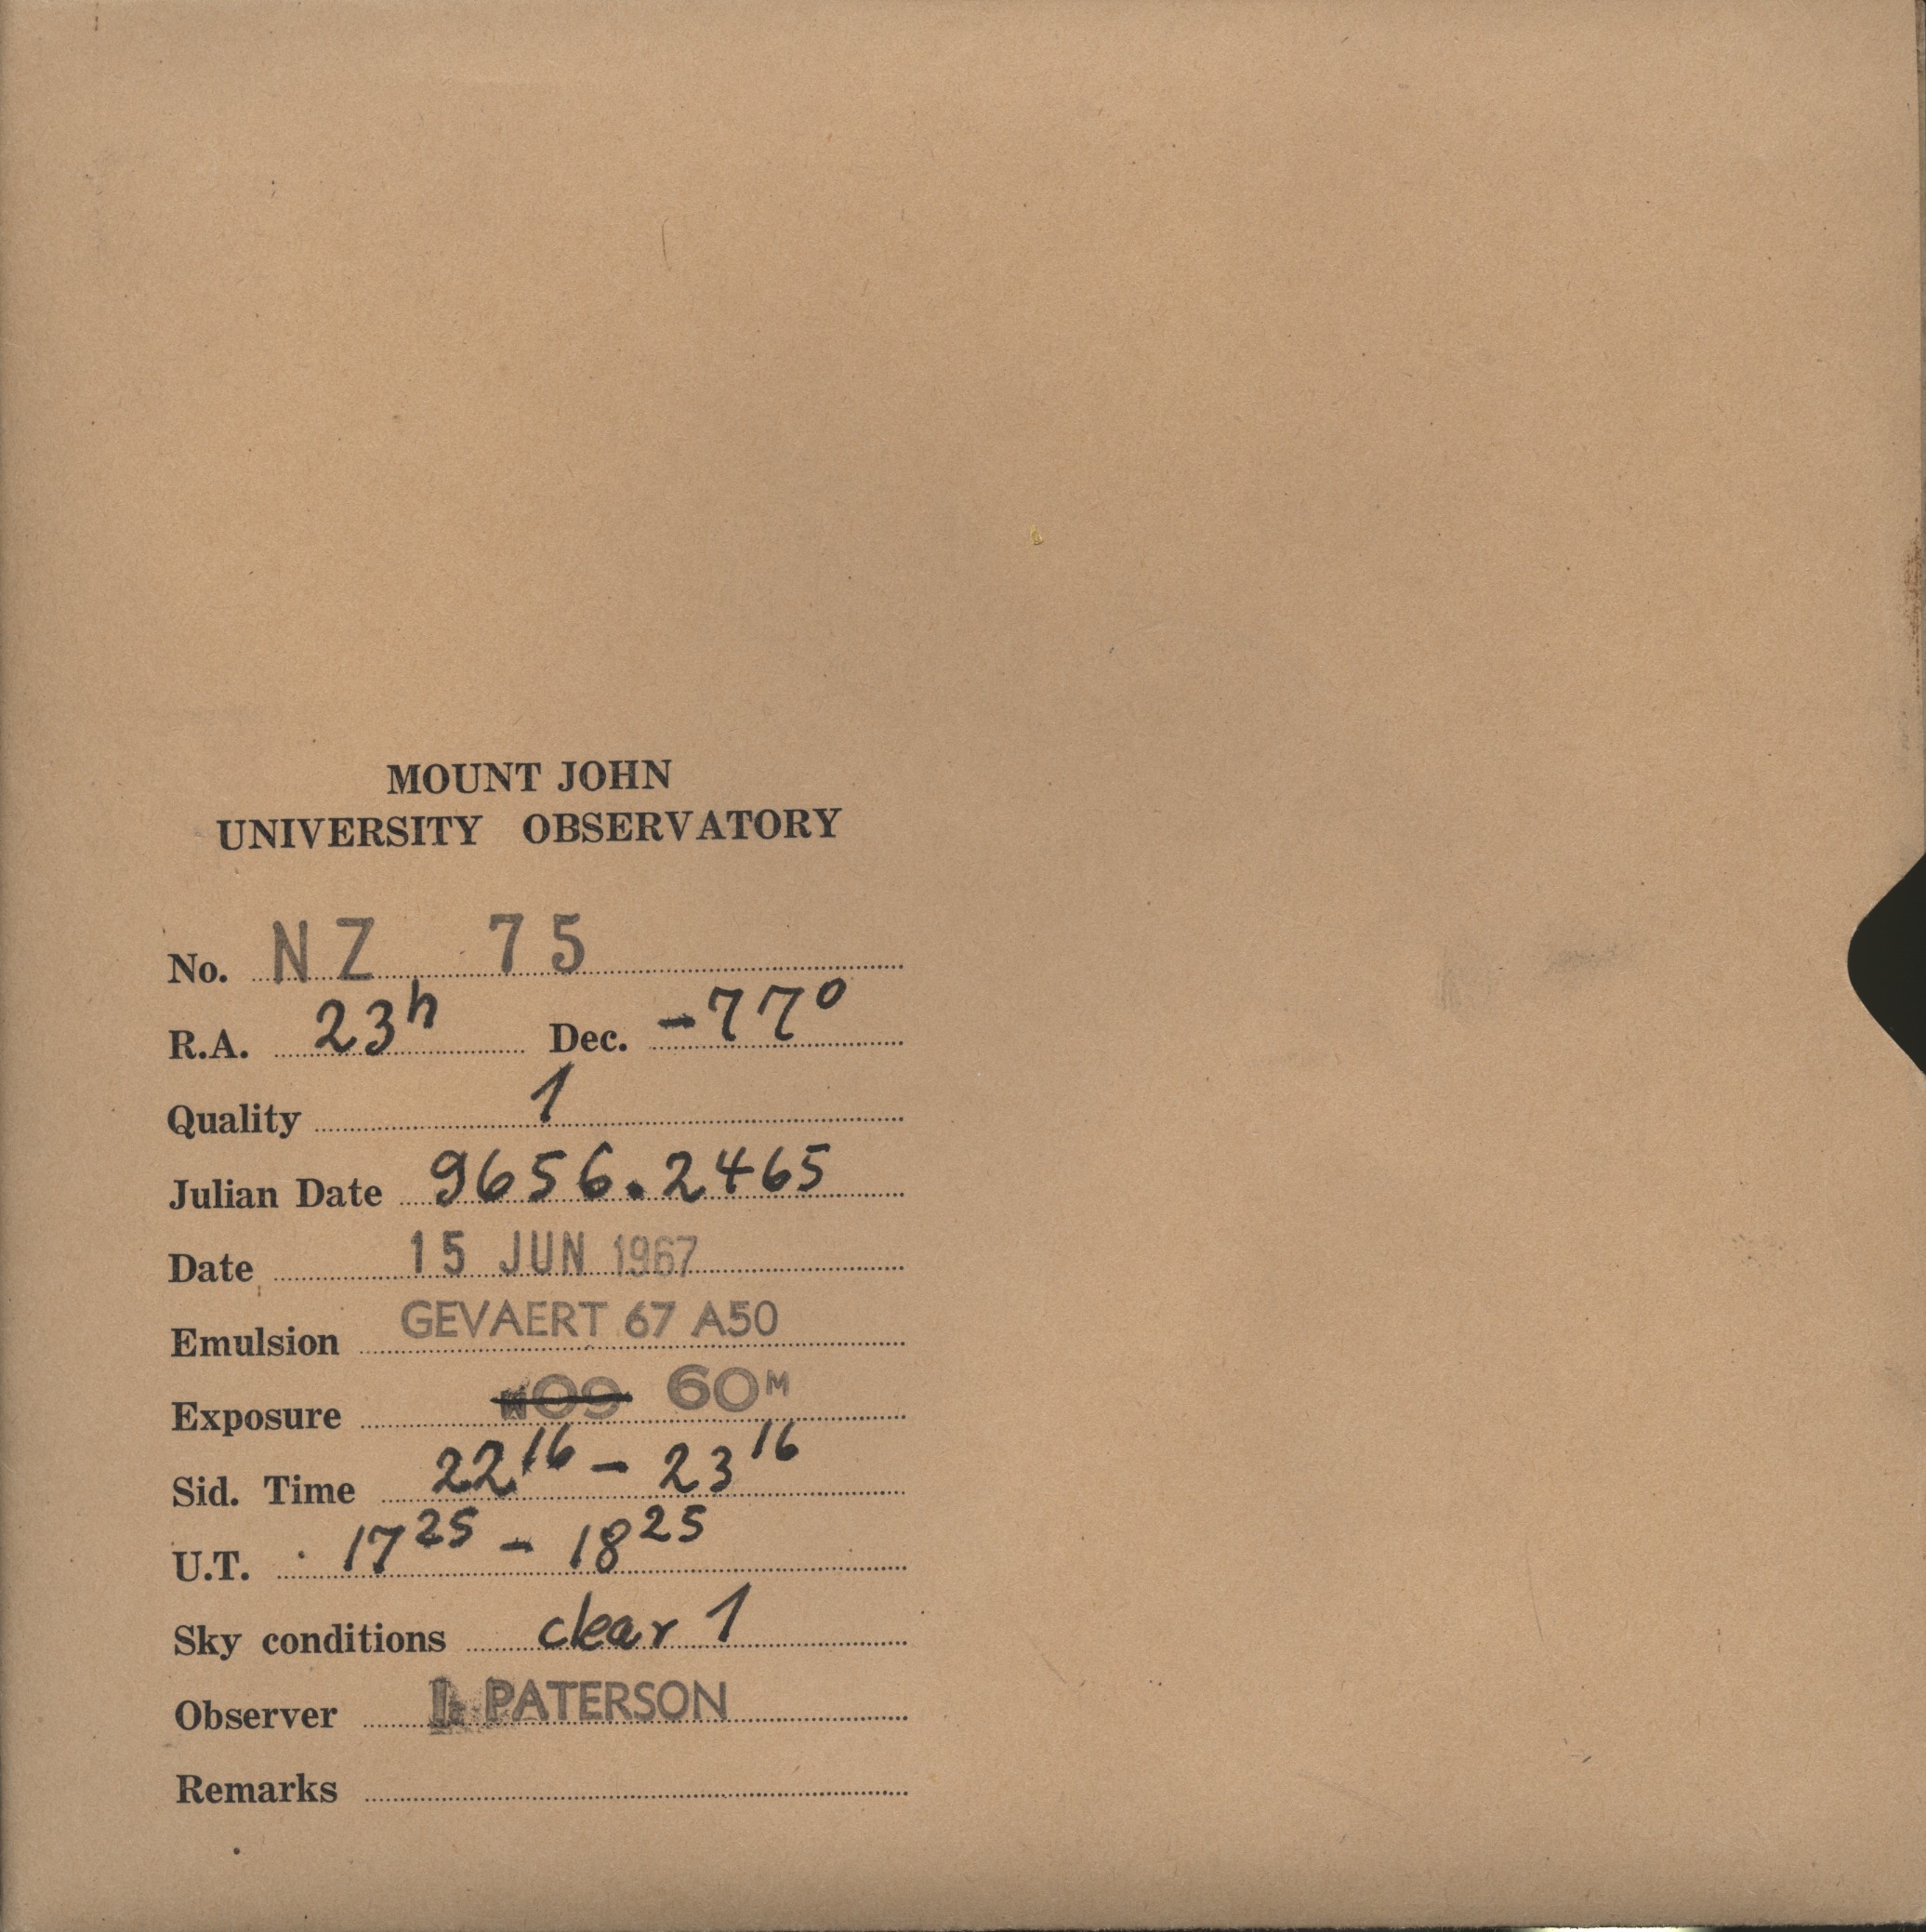 MOUNT JOHN
UNIVERSITY OBSERVATORY
No. NZ 75
R.A. 23h Dec. -77°
Quality 1
Julian Date 9656.2465
Date 15 JUN 1967
Emulsion GEVAERT 67 A50
Exposure 60M
Sid. Time 22 16 - 23 16
U.T. 17 25 - 18 25
Sky conditions clear 1
Observer PATERSON
Remarks